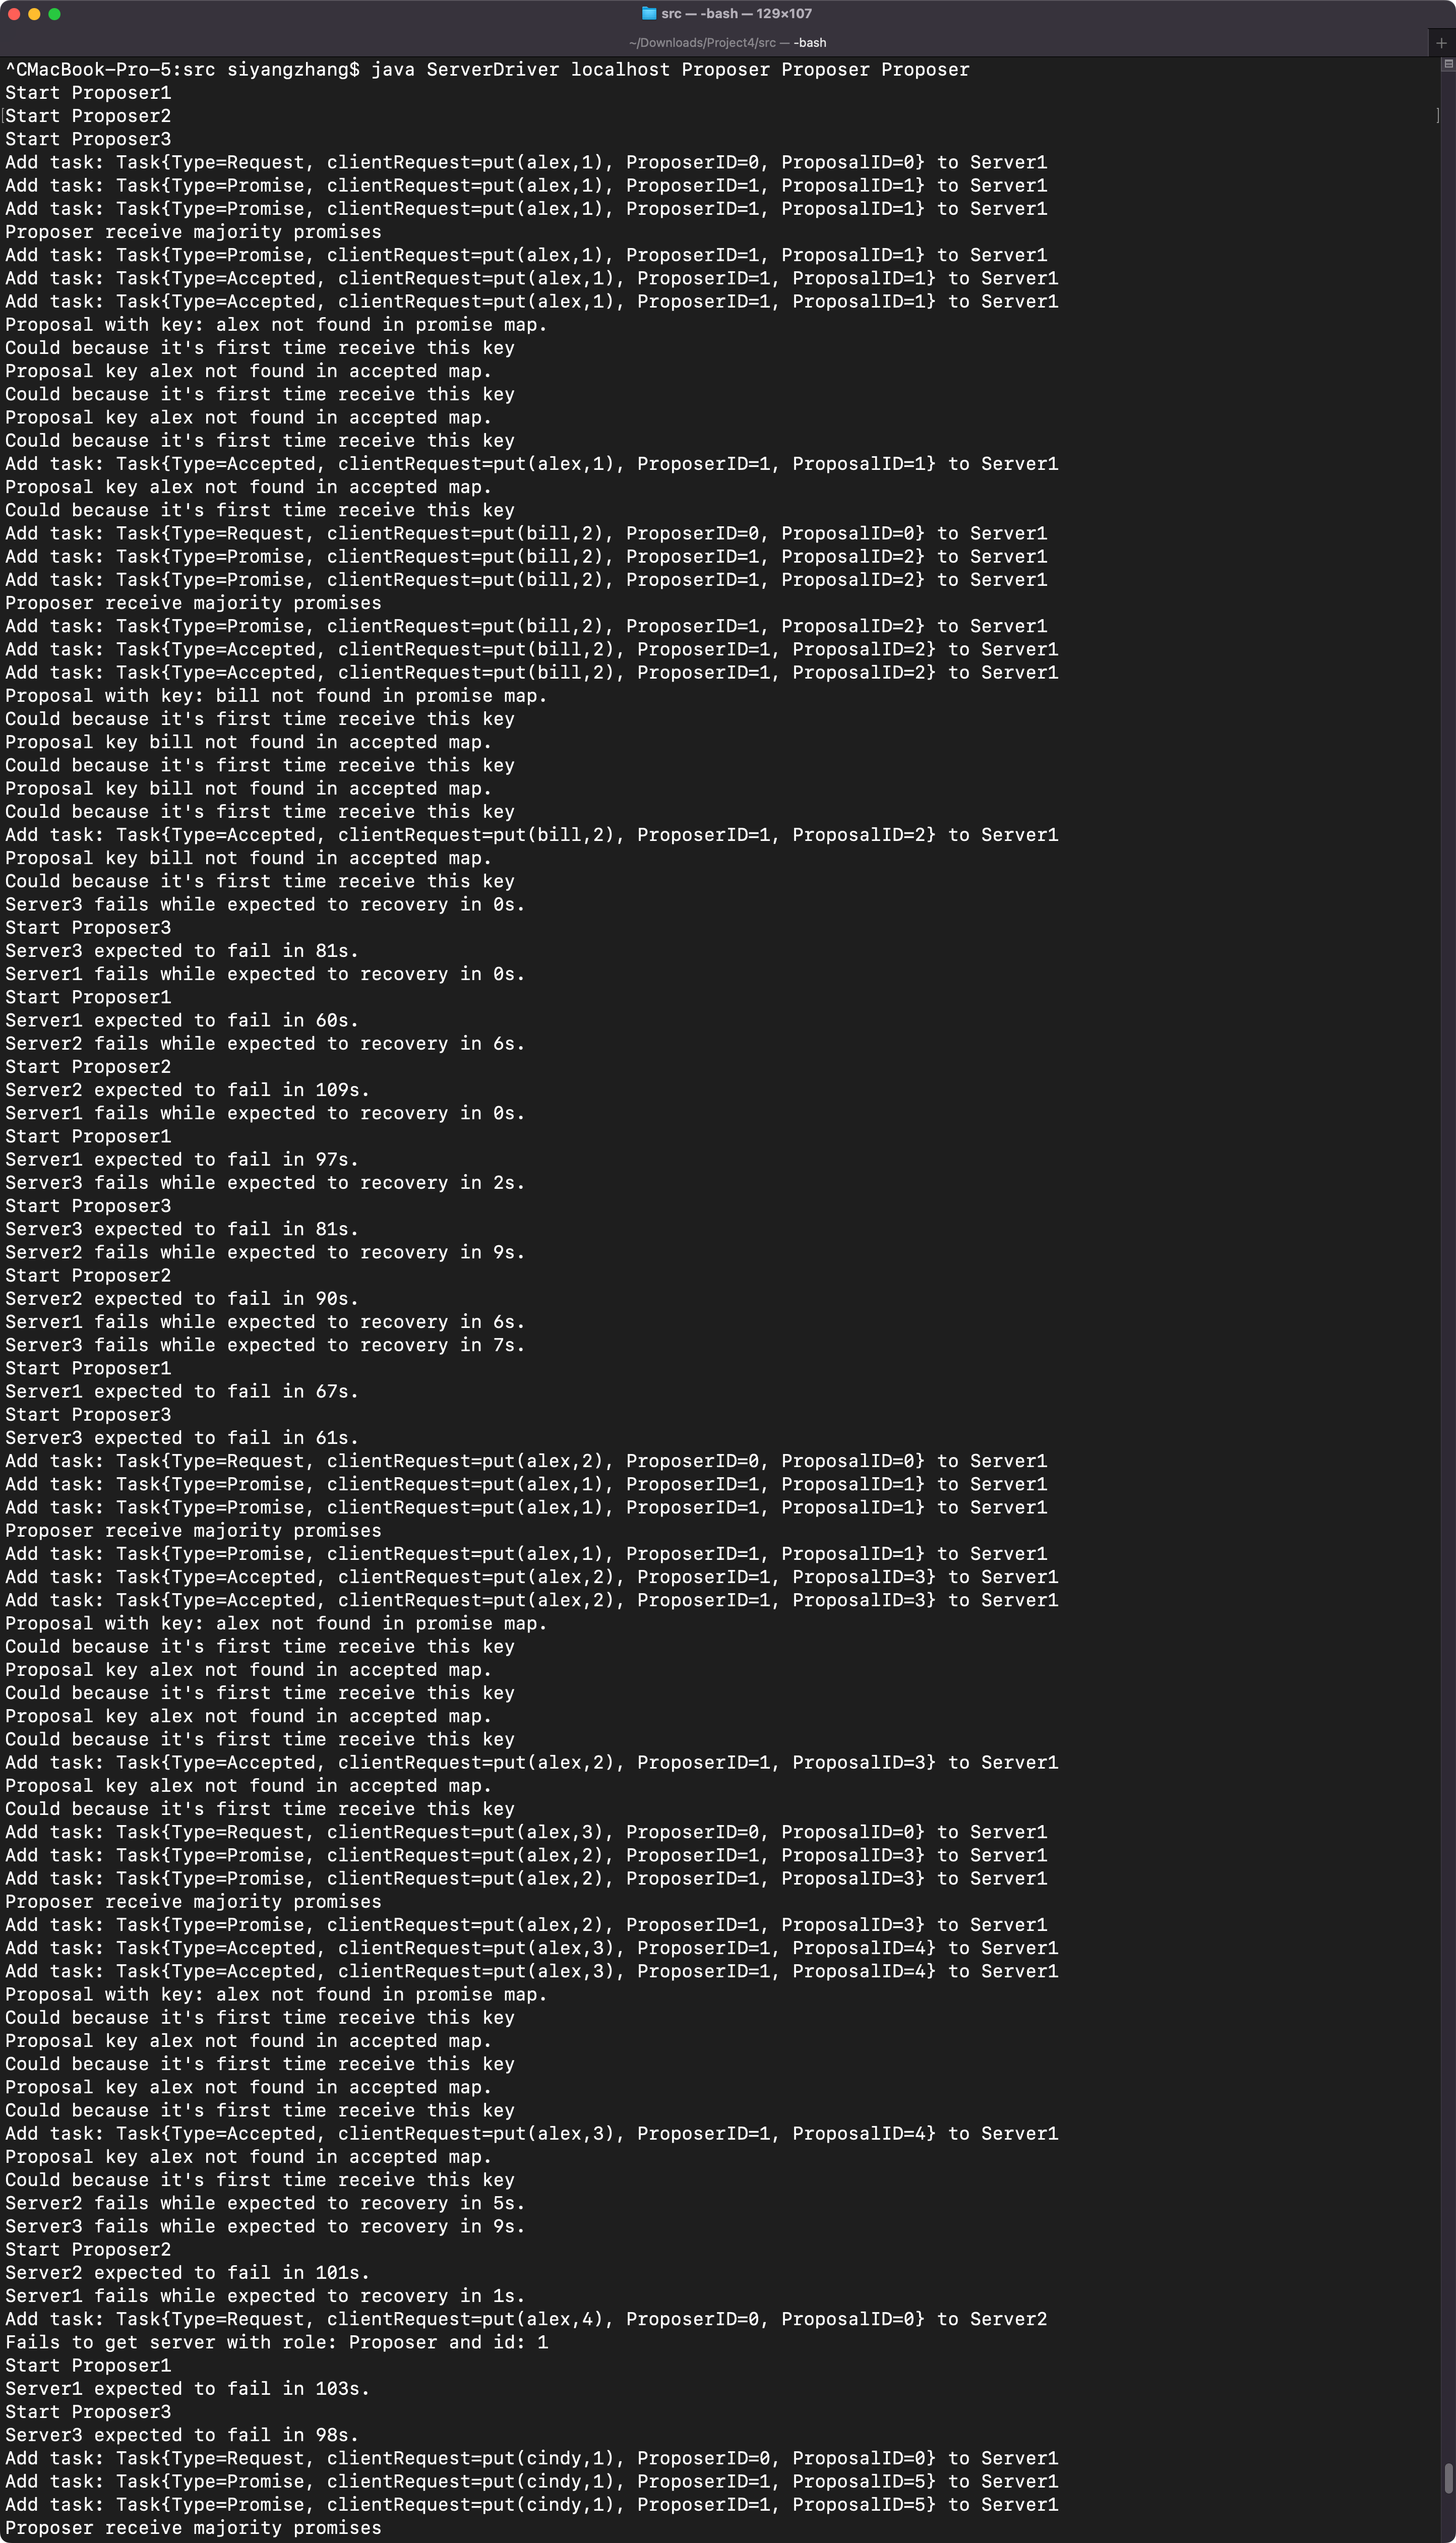 src — -bash — 129×107
~/Downloads/Project4/src — -bash
^CMacBook-Pro-5:src siyangzhang$ java ServerDriver localhost Proposer Proposer Proposer
Start Proposer1
[Start Proposer2 ]
Start Proposer3
Add task: Task{Type=Request, clientRequest=put(alex,1), ProposerID=0, ProposalID=0} to Server1
Add task: Task{Type=Promise, clientRequest=put(alex,1), ProposerID=1, ProposalID=1} to Server1
Add task: Task{Type=Promise, clientRequest=put(alex,1), ProposerID=1, ProposalID=1} to Server1
Proposer receive majority promises
Add task: Task{Type=Promise, clientRequest=put(alex,1), ProposerID=1, ProposalID=1} to Server1
Add task: Task{Type=Accepted, clientRequest=put(alex,1), ProposerID=1, ProposalID=1} to Server1
Add task: Task{Type=Accepted, clientRequest=put(alex,1), ProposerID=1, ProposalID=1} to Server1
Proposal with key: alex not found in promise map.
Could because it's first time receive this key
Proposal key alex not found in accepted map.
Could because it's first time receive this key
Proposal key alex not found in accepted map.
Could because it's first time receive this key
Add task: Task{Type=Accepted, clientRequest=put(alex,1), ProposerID=1, ProposalID=1} to Server1
Proposal key alex not found in accepted map.
Could because it's first time receive this key
Add task: Task{Type=Request, clientRequest=put(bill,2), ProposerID=0, ProposalID=0} to Server1
Add task: Task{Type=Promise, clientRequest=put(bill,2), ProposerID=1, ProposalID=2} to Server1
Add task: Task{Type=Promise, clientRequest=put(bill,2), ProposerID=1, ProposalID=2} to Server1
Proposer receive majority promises
Add task: Task{Type=Promise, clientRequest=put(bill,2), ProposerID=1, ProposalID=2} to Server1
Add task: Task{Type=Accepted, clientRequest=put(bill,2), ProposerID=1, ProposalID=2} to Server1
Add task: Task{Type=Accepted, clientRequest=put(bill,2), ProposerID=1, ProposalID=2} to Server1
Proposal with key: bill not found in promise map.
Could because it's first time receive this key
Proposal key bill not found in accepted map.
Could because it's first time receive this key
Proposal key bill not found in accepted map.
Could because it's first time receive this key
Add task: Task{Type=Accepted, clientRequest=put(bill,2), ProposerID=1, ProposalID=2} to Server1
Proposal key bill not found in accepted map.
Could because it's first time receive this key
Server3 fails while expected to recovery in 0s.
Start Proposer3
Server3 expected to fail in 81s.
Server1 fails while expected to recovery in 0s.
Start Proposer1
Server1 expected to fail in 60s.
Server2 fails while expected to recovery in 6s.
Start Proposer2
Server2 expected to fail in 109s.
Server1 fails while expected to recovery in 0s.
Start Proposer1
Server1 expected to fail in 97s.
Server3 fails while expected to recovery in 2s.
Start Proposer3
Server3 expected to fail in 81s.
Server2 fails while expected to recovery in 9s.
Start Proposer2
Server2 expected to fail in 90s.
Server1 fails while expected to recovery in 6s.
Server3 fails while expected to recovery in 7s.
Start Proposer1
Server1 expected to fail in 67s.
Start Proposer3
Server3 expected to fail in 61s.
Add task: Task{Type=Request, clientRequest=put(alex,2), ProposerID=0, ProposalID=0} to Server1
Add task: Task{Type=Promise, clientRequest=put(alex,1), ProposerID=1, ProposalID=1} to Server1
Add task: Task{Type=Promise, clientRequest=put(alex,1), ProposerID=1, ProposalID=1} to Server1
Proposer receive majority promises
Add task: Task{Type=Promise, clientRequest=put(alex,1), ProposerID=1, ProposalID=1} to Server1
Add task: Task{Type=Accepted, clientRequest=put(alex,2), ProposerID=1, ProposalID=3} to Server1
Add task: Task{Type=Accepted, clientRequest=put(alex,2), ProposerID=1, ProposalID=3} to Server1
Proposal with key: alex not found in promise map.
Could because it's first time receive this key
Proposal key alex not found in accepted map.
Could because it's first time receive this key
Proposal key alex not found in accepted map.
Could because it's first time receive this key
Add task: Task{Type=Accepted, clientRequest=put(alex,2), ProposerID=1, ProposalID=3} to Server1
Proposal key alex not found in accepted map.
Could because it's first time receive this key
Add task: Task{Type=Request, clientRequest=put(alex,3), ProposerID=0, ProposalID=0} to Server1
Add task: Task{Type=Promise, clientRequest=put(alex,2), ProposerID=1, ProposalID=3} to Server1
Add task: Task{Type=Promise, clientRequest=put(alex,2), ProposerID=1, ProposalID=3} to Server1
Proposer receive majority promises
Add task: Task{Type=Promise, clientRequest=put(alex,2), ProposerID=1, ProposalID=3} to Server1
Add task: Task{Type=Accepted, clientRequest=put(alex,3), ProposerID=1, ProposalID=4} to Server1
Add task: Task{Type=Accepted, clientRequest=put(alex,3), ProposerID=1, ProposalID=4} to Server1
Proposal with key: alex not found in promise map.
Could because it's first time receive this key
Proposal key alex not found in accepted map.
Could because it's first time receive this key
Proposal key alex not found in accepted map.
Could because it's first time receive this key
Add task: Task{Type=Accepted, clientRequest=put(alex,3), ProposerID=1, ProposalID=4} to Server1
Proposal key alex not found in accepted map.
Could because it's first time receive this key
Server2 fails while expected to recovery in 5s.
Server3 fails while expected to recovery in 9s.
Start Proposer2
Server2 expected to fail in 101s.
Server1 fails while expected to recovery in 1s.
Add task: Task{Type=Request, clientRequest=put(alex,4), ProposerID=0, ProposalID=0} to Server2
Fails to get server with role: Proposer and id: 1
Start Proposer1
Server1 expected to fail in 103s.
Start Proposer3
Server3 expected to fail in 98s.
Add task: Task{Type=Request, clientRequest=put(cindy,1), ProposerID=0, ProposalID=0} to Server1
Add task: Task{Type=Promise, clientRequest=put(cindy,1), ProposerID=1, ProposalID=5} to Server1
Add task: Task{Type=Promise, clientRequest=put(cindy,1), ProposerID=1, ProposalID=5} to Server1
Proposer receive majority promises